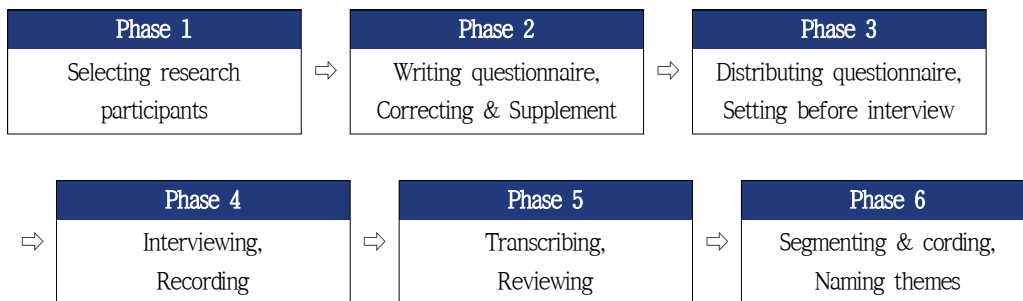 Phase 1
Selecting research
participants
⇨
Phase 2
Writing questionnaire,
Correcting & Supplement
⇨
Phase 3
Distributing questionnaire,
Setting before interview
⇨
Phase 4
Interviewing,
Recording
⇨
Phase 5
Transcribing,
Reviewing
⇨
Phase 6
Segmenting & cording,
Naming themes